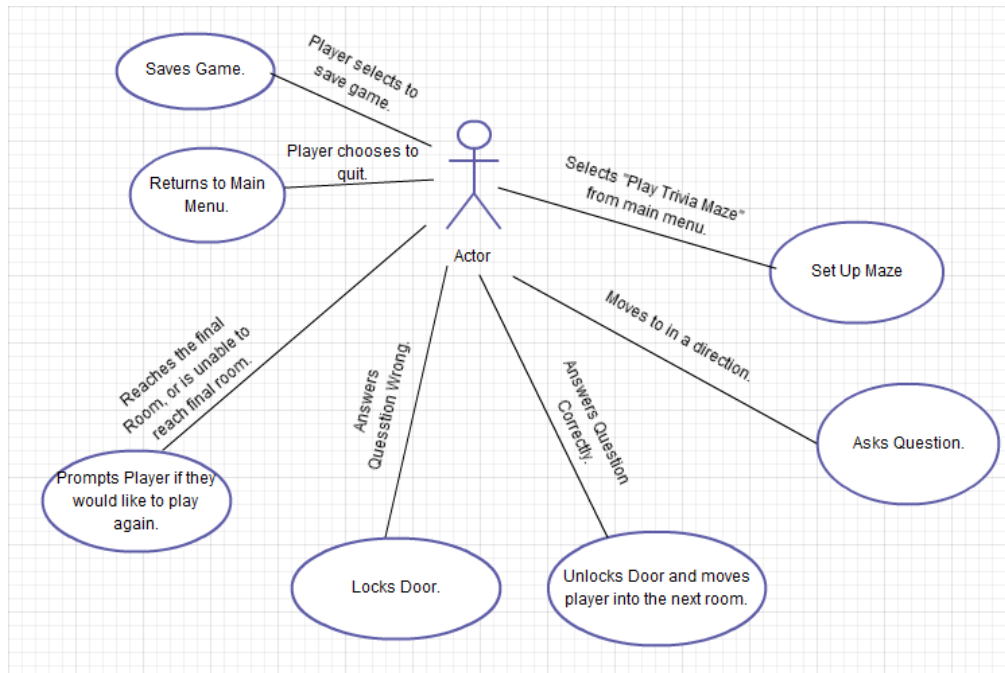 Saves Game.
Player selects to
save game.
Player chooses to
quit.
Returns to Main
Menu.
Selects "Play Trivia Maze"
from main menu.
Actor
Set Up Maze
Moves to in a direction.
Reaches the final
Room, or is unable to
reach final room.
Answers
Quesstion Wrong.
Answers Question
Correctly.
Asks Question.
Prompts Player if they
would like to play
again.
Locks Door.
Unlocks Door and moves
player into the next room.